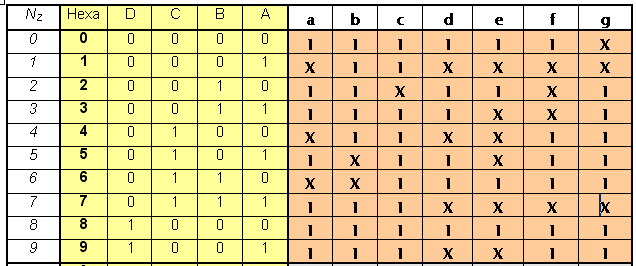 Nz Hexa D C B A a b c d e f g
0 0 0 0 0 0 1 1 1 1 1 1 X
1 1 0 0 0 1 X 1 1 X X X X
2 2 0 0 1 0 1 1 X 1 1 X 1
3 3 0 0 1 1 1 1 1 1 X X 1
4 4 0 1 0 0 X 1 1 X X 1 1
5 5 0 1 0 1 1 X 1 1 X 1 1
6 6 0 1 1 0 X X 1 1 1 1 1
7 7 0 1 1 1 1 1 1 X X X X
8 8 1 0 0 0 1 1 1 1 1 1 1
9 9 1 0 0 1 1 1 1 X X 1 1